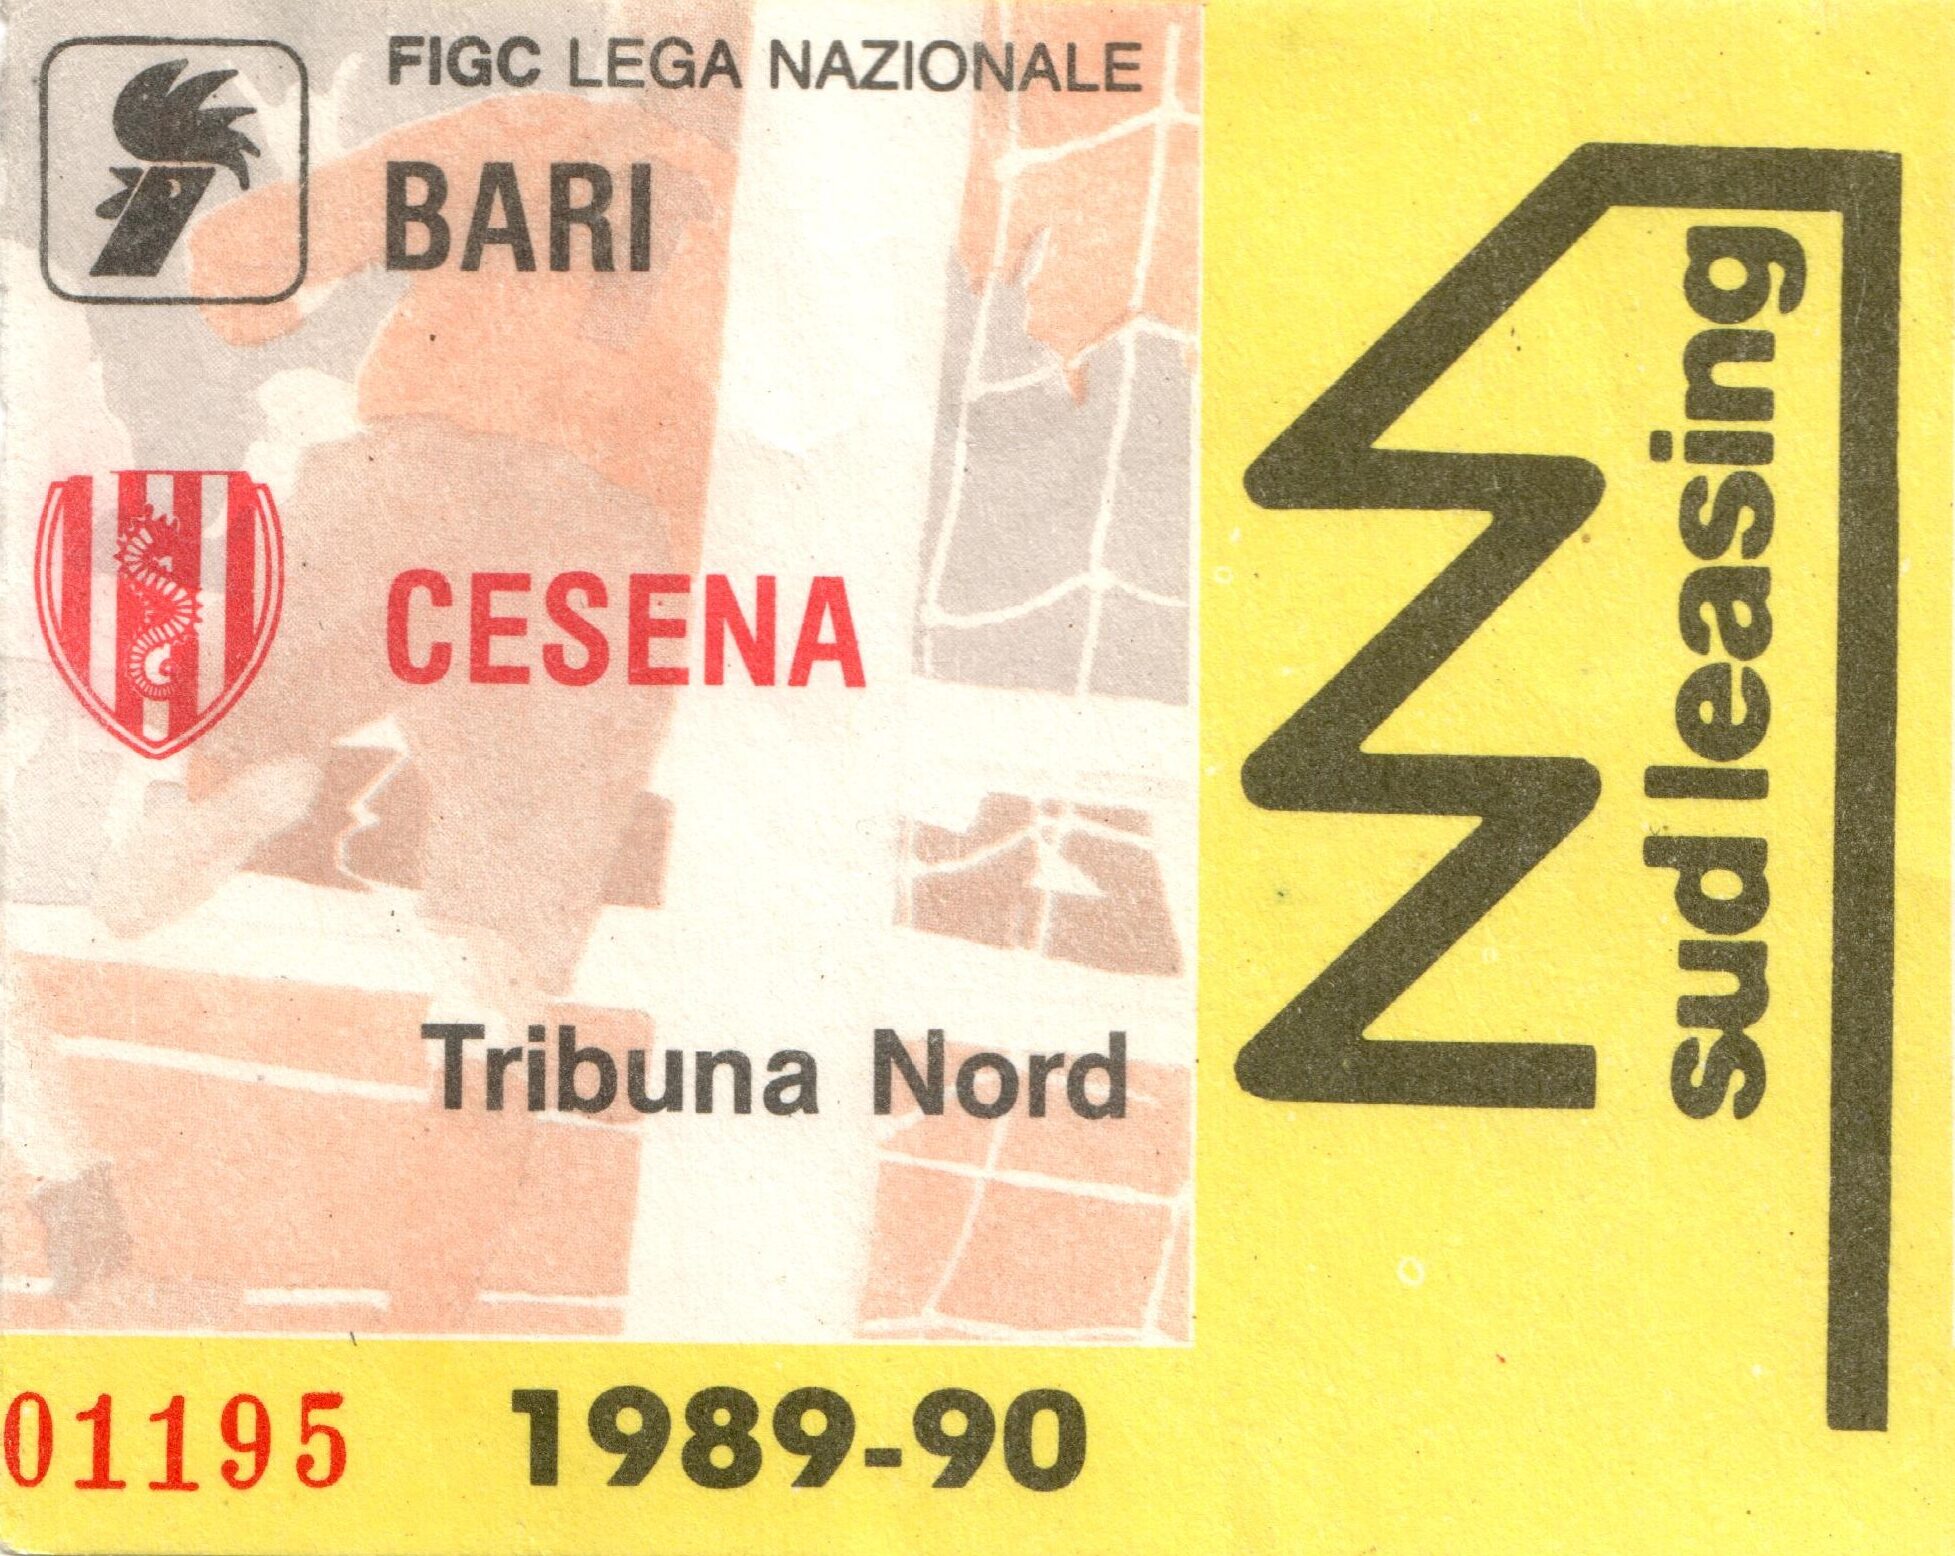 FIGC LEGA NAZIONALE
BARI
CESENA
Tribuna Nord
01195
1989-90
sud leasing